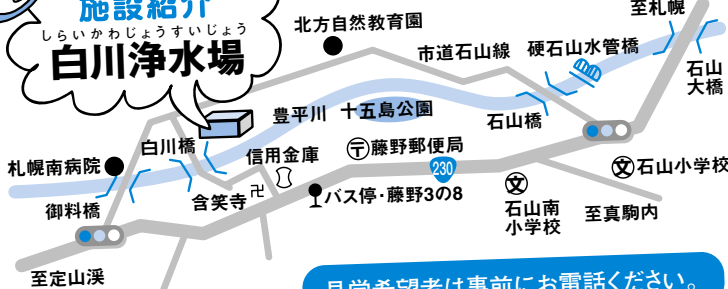 施設紹介
しらいかわじょうすいじょう
白川浄水場
北方自然教育園
至札幌
市道石山線
硬石山水管橋
石山
大橋
豊平川
十五島公園
石山橋
白川橋
信用金庫
〒藤野郵便局
230
札幌南病院
文石山小学校
御料橋
含笑寺
卍
バス停・藤野3の8
文
石山南
小学校
至真駒内
至定山渓
見学希望者は事前にお電話ください。